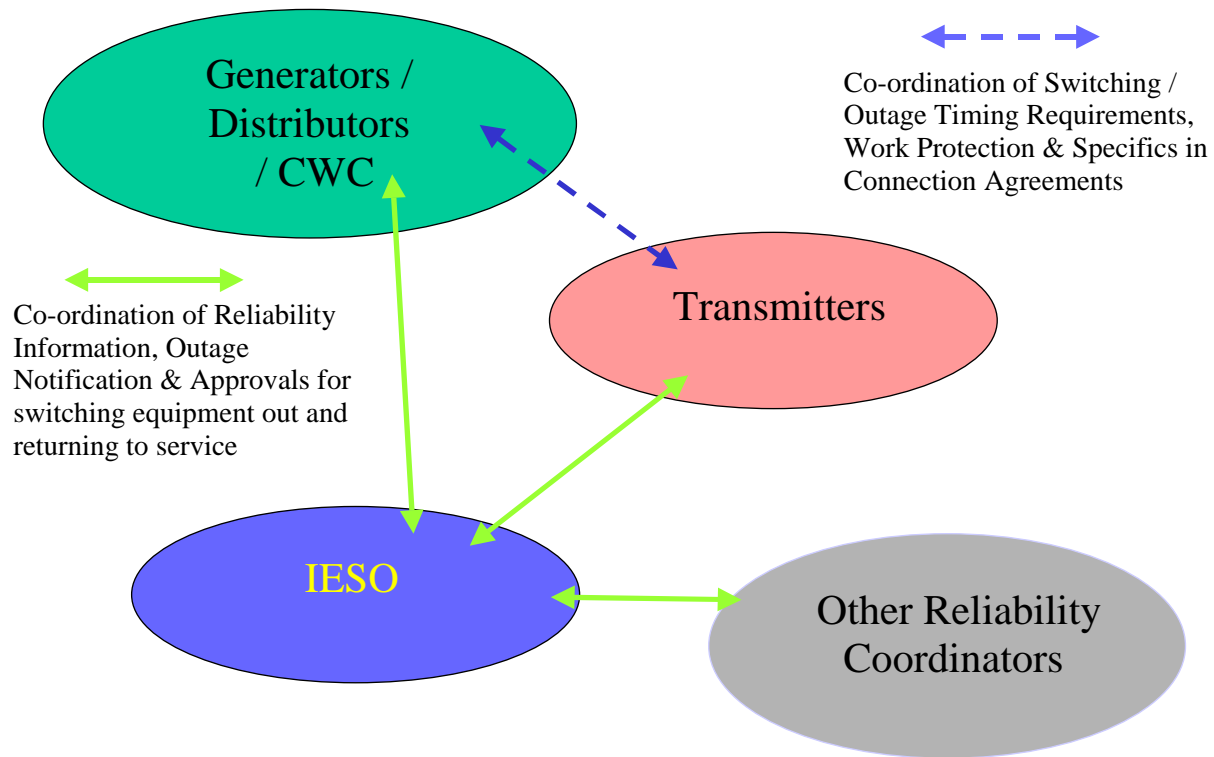 Generators /
Distributors
/ CWC
Co-ordination of Switching /
Outage Timing Requirements,
Work Protection & Specifics in
Connection Agreements
Transmitters
Co-ordination of Reliability
Information, Outage
Notification & Approvals for
switching equipment out and
returning to service
IESO
Other Reliability
Coordinators